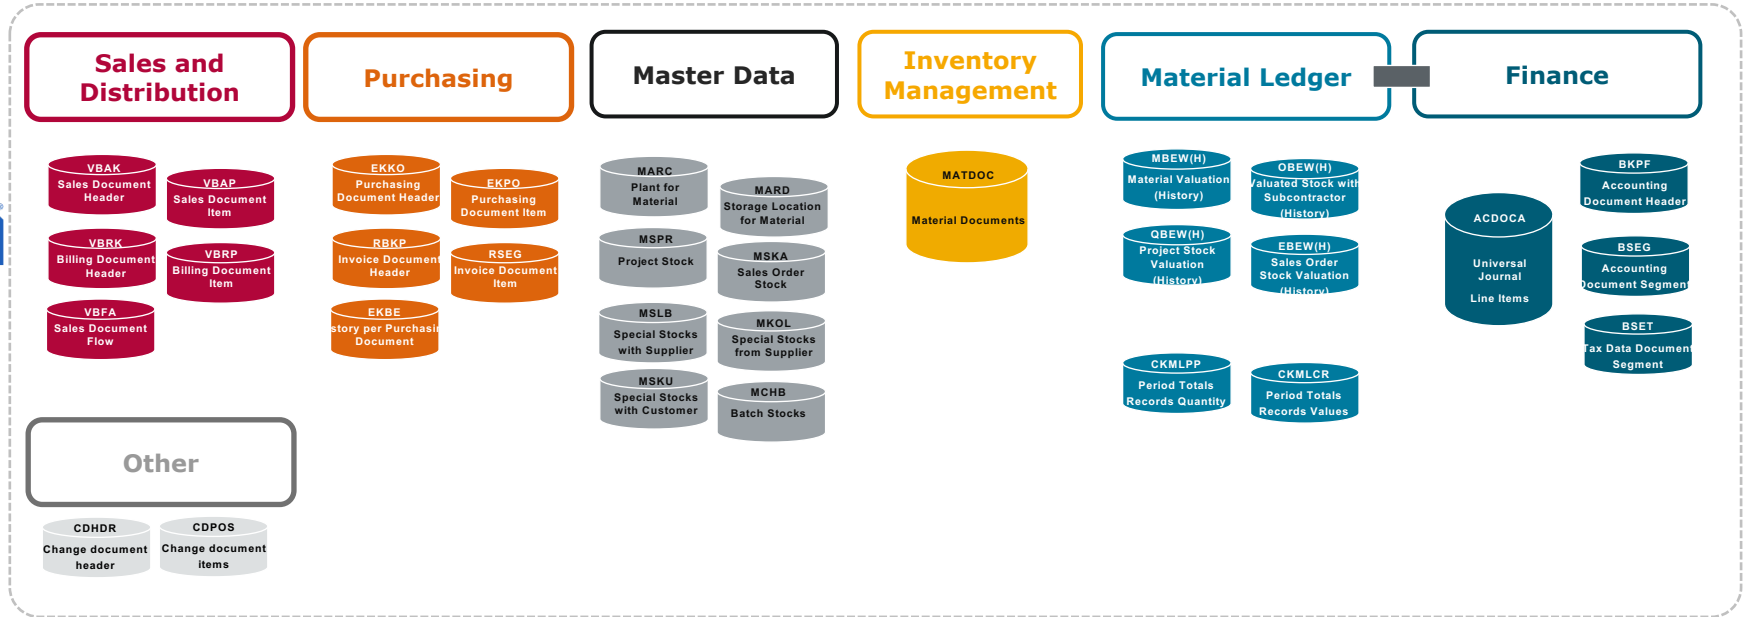 Sales and
Distribution
Purchasing
Master Data
Inventory
Management
Material Ledger
Finance
VBAK
Sales Document
Header
VBAP
Sales Document
Item
VBRK
Billing Document
Header
VBRP
Billing Document
Item
VBFA
Sales Document
Flow
EKKO
Purchasing
Document Header
EKPO
Purchasing
Document Item
RBKP
Invoice Document
Header
RSEG
Invoice Document
Item
EKBE
story per Purchasin
Document
MARC
Plant for
Material
MARD
Storage Location
for Material
MSPR
Project Stock
MSKA
Sales Order
Stock
MSLB
Special Stocks
with Supplier
MKOL
Special Stocks
from Supplier
MSKU
Special Stocks
with Customer
MCHB
Batch Stocks
MATDOC
Material Documents
MBEW(H)
Material Valuation
(History)
OBEW(H)
Valuated Stock with
Subcontractor
(History)
QBEW(H)
Project Stock
Valuation
(History)
EBEW(H)
Sales Order
Stock Valuation
(History)
CKMLPP
Period Totals
Records Quantity
CKMLCR
Period Totals
Records Values
ACDOCA
Universal
Journal
Line Items
BKPF
Accounting
Document Header
BSEG
Accounting
Document Segment
BSET
Tax Data Document
Segment
Other
CDHDR
Change document
header
CDPOS
Change document
items